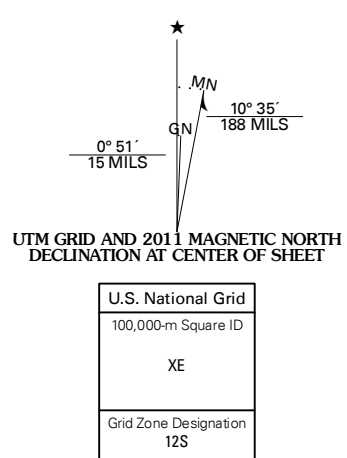 ★
MN
10° 35´
188 MILS
GN
0° 51´
15 MILS
UTM GRID AND 2011 MAGNETIC NORTH
DECLINATION AT CENTER OF SHEET
U.S. National Grid
100,000-m Square ID
XE
Grid Zone Designation
12S